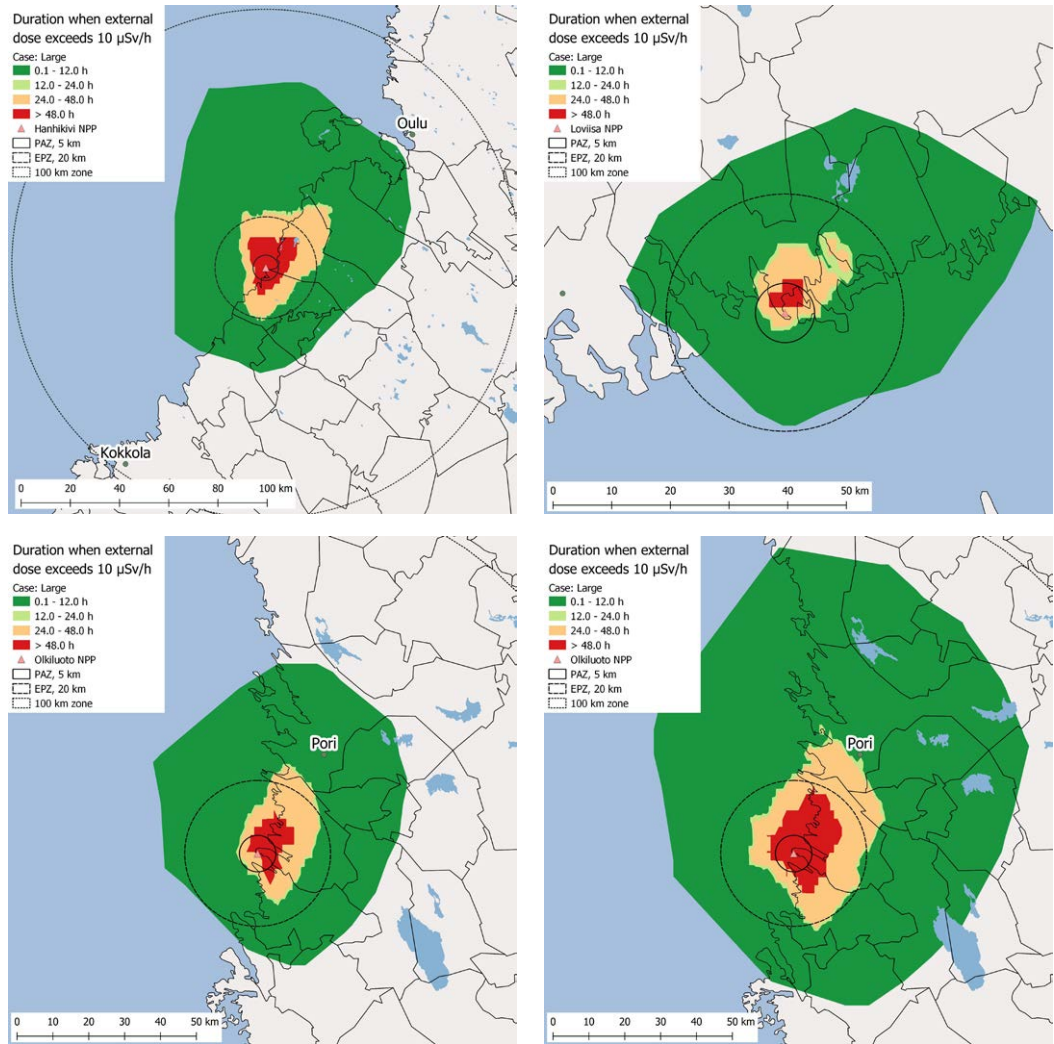 Duration when external
dose exceeds 10 µSv/h
Case: Large
0.1 - 12.0 h
12.0 - 24.0 h
24.0 - 48.0 h
> 48.0 h
Hanhikivi NPP
PAZ, 5 km
EPZ, 20 km
100 km zone
Oulu
Kokkola
0 20 40 60 80 100 km
Duration when external
dose exceeds 10 µSv/h
Case: Large
0.1 - 12.0 h
12.0 - 24.0 h
24.0 - 48.0 h
> 48.0 h
Loviisa NPP
PAZ, 5 km
EPZ, 20 km
100 km zone
0 10 20 30 40 50 km
Duration when external
dose exceeds 10 µSv/h
Case: Large
0.1 - 12.0 h
12.0 - 24.0 h
24.0 - 48.0 h
> 48.0 h
Olkiluoto NPP
PAZ, 5 km
EPZ, 20 km
100 km zone
Pori
0 10 20 30 40 50 km
Duration when external
dose exceeds 10 µSv/h
Case: Large
0.1 - 12.0 h
12.0 - 24.0 h
24.0 - 48.0 h
> 48.0 h
Olkiluoto NPP
PAZ, 5 km
EPZ, 20 km
100 km zone
Pori
0 10 20 30 40 50 km